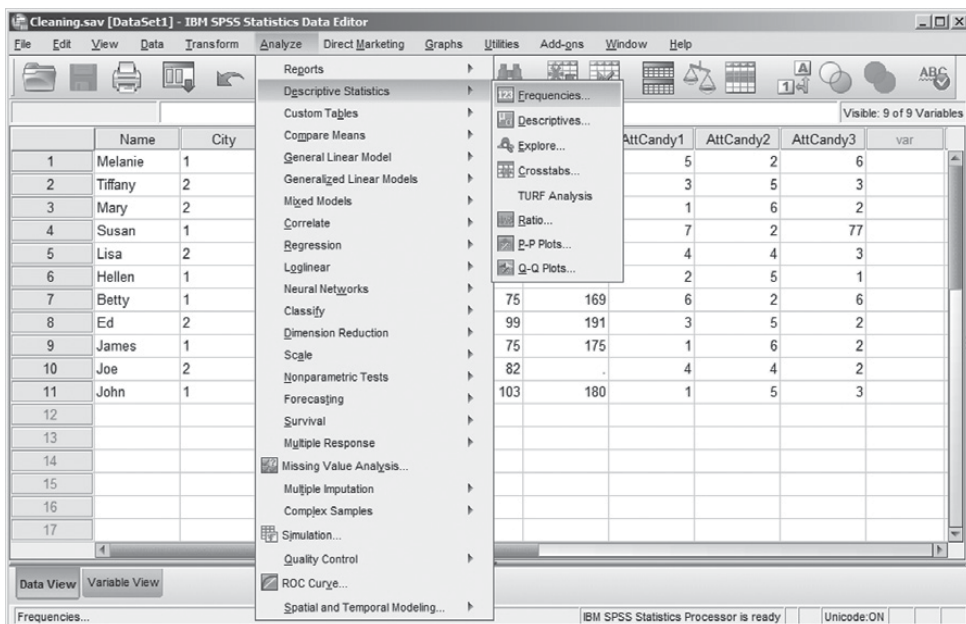 Cleaning.sav [DataSet1] - IBM SPSS Statistics Data Editor
File Edit View Data Transform Analyze Direct Marketing Graphs Utilities Add-ons Window Help
Visible: 9 of 9 Variables
Reports
Descriptive Statistics
Custom Tables
Compare Means
General Linear Model
Generalized Linear Models
Mixed Models
Correlate
Regression
Loglinear
Neural Networks
Classify
Dimension Reduction
Scale
Nonparametric Tests
Forecasting
Survival
Multiple Response
Missing Value Analysis...
Multiple Imputation
Complex Samples
Simulation...
Quality Control
ROC Curve...
Spatial and Temporal Modeling...
Frequencies...
Descriptives...
Explore...
Crosstabs...
TURF Analysis
Ratio...
P-P Plots...
Q-Q Plots...
Name City AttCandy1 AttCandy2 AttCandy3 var
1 Melanie 1 5 2 6
2 Tiffany 2 3 5 3
3 Mary 2 1 6 2
4 Susan 1 7 2 77
5 Lisa 2 4 4 3
6 Hellen 1 2 5 1
7 Betty 1 75 169 6 2 6
8 Ed 2 99 191 3 5 2
9 James 1 75 175 1 6 2
10 Joe 2 82 . 4 4 2
11 John 1 103 180 1 5 3
12
13
14
15
16
17
Data View Variable View
Frequencies... IBM SPSS Statistics Processor is ready Unicode:ON